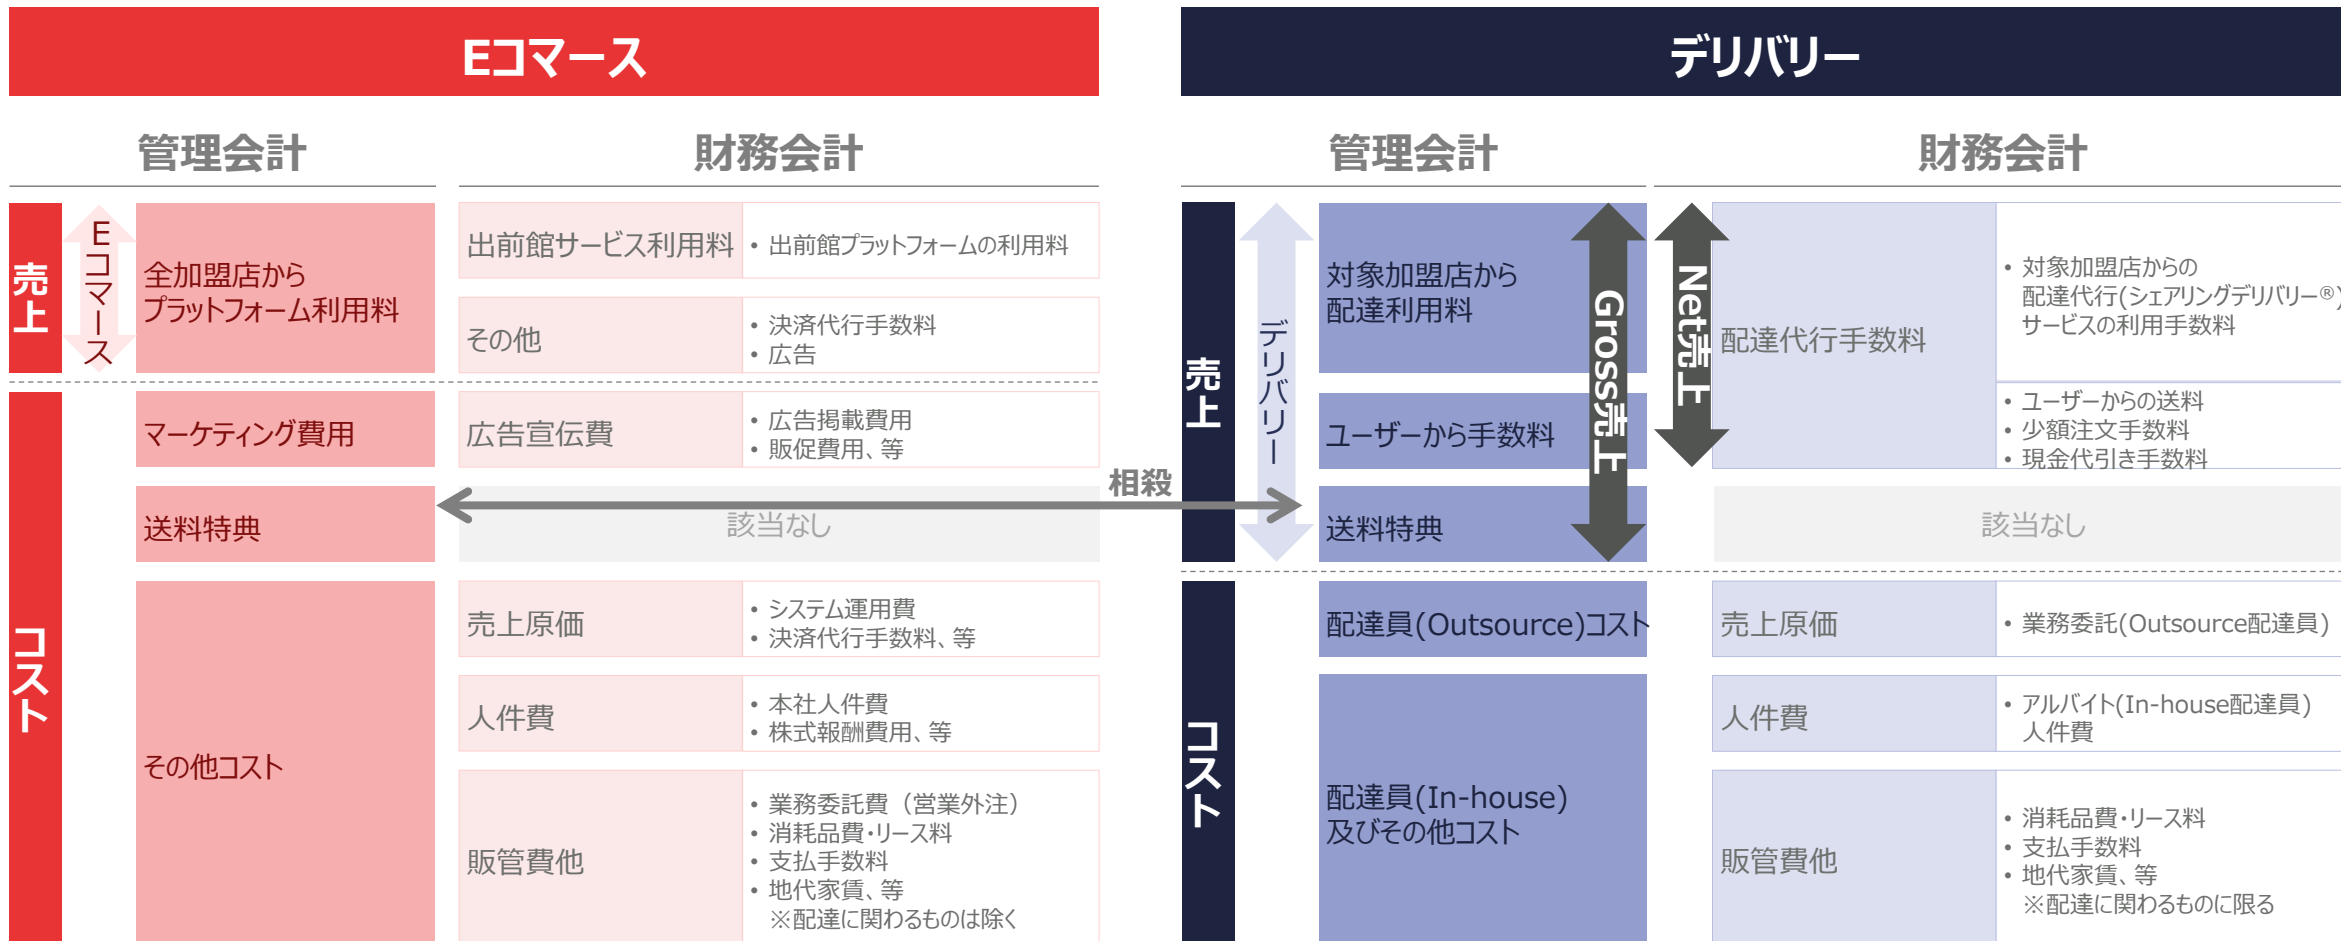 Eコマース
管理会計
財務会計
売上
Eコマース
全加盟店から
プラットフォーム利用料
出前館サービス利用料
• 出前館プラットフォームの利用料
その他
• 決済代行手数料
• 広告
コスト
マーケティング費用
広告宣伝費
• 広告掲載費用
• 販促費用、等
送料特典
該当なし
相殺
その他コスト
売上原価
• システム運用費
• 決済代行手数料、等
人件費
• 本社人件費
• 株式報酬費用、等
販管費他
• 業務委託費（営業外注）
• 消耗品費・リース料
• 支払手数料
• 地代家賃、等
※配達に関わるものは除く
デリバリー
管理会計
財務会計
売上
デリバリー
対象加盟店から
配達利用料
Gross売上
Net売上
配達代行手数料
• 対象加盟店からの
配達代行(シェアリングデリバリー®)
サービスの利用手数料
ユーザーから手数料
• ユーザーからの送料
• 少額注文手数料
• 現金代引き手数料
送料特典
該当なし
コスト
配達員(Outsource)コスト
売上原価
• 業務委託(Outsource配達員)
配達員(In-house)
及びその他コスト
人件費
• アルバイト(In-house配達員)
人件費
販管費他
• 消耗品費・リース料
• 支払手数料
• 地代家賃、等
※配達に関わるものに限る